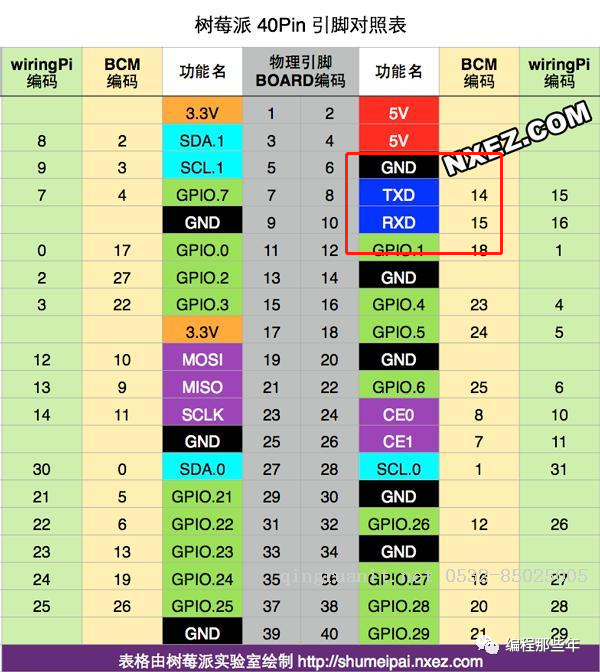 树莓派 40Pin 引脚对照表
wiringPi 编码 BCM 编码 功能名 物理引脚 BOARD编码 功能名 BCM 编码 wiringPi 编码
3.3V 1 2 5V
8 2 SDA.1 3 4 5V
9 3 SCL.1 5 6 GND
NXEZ.COM
7 4 GPIO.7 7 8 TXD 14 15
GND 9 10 RXD 15 16
0 17 GPIO.0 11 12 GPIO.1 18 1
2 27 GPIO.2 13 14 GND
3 22 GPIO.3 15 16 GPIO.4 23 4
3.3V 17 18 GPIO.5 24 5
12 10 MOSI 19 20 GND
13 9 MISO 21 22 GPIO.6 25 6
14 11 SCLK 23 24 CE0 8 10
GND 25 26 CE1 7 11
30 0 SDA.0 27 28 SCL.0 1 31
21 5 GPIO.21 29 30 GND
22 6 GPIO.22 31 32 GPIO.26 12 26
23 13 GPIO.23 33 34 GND
24 19 GPIO.24 35 36 GPIO.27 16 27
25 26 GPIO.25 37 38 GPIO.28 20 28
GND 39 40 GPIO.29 21 29
编程那些年
表格由树莓派实验室绘制 http://shumeipai.nxez.com